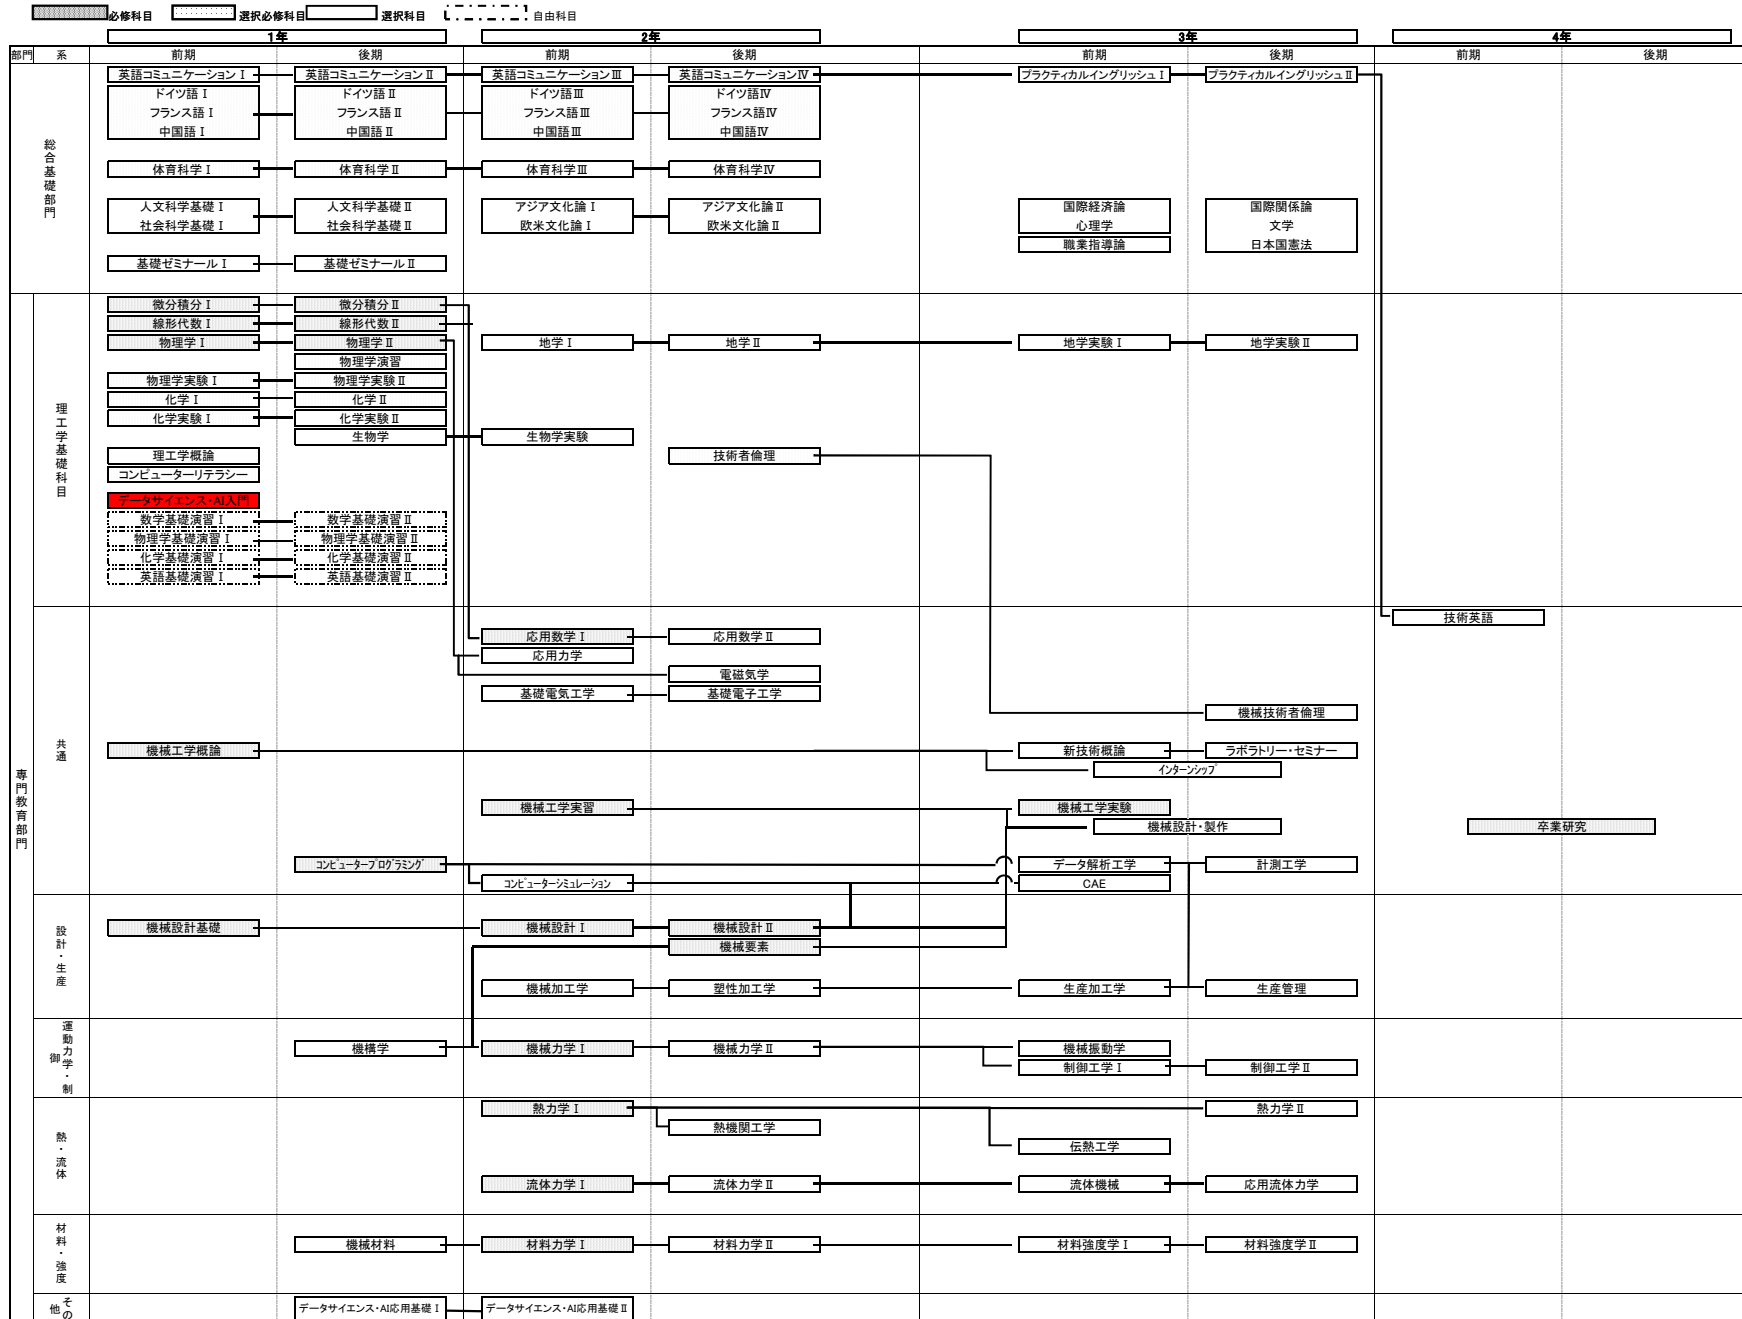 必修科目 選択必修科目 選択科目 自由科目
1年 2年 3年 4年
部門 系 前期 後期 前期 後期 前期 後期 前期 後期
総合基礎部門
英語コミュニケーションⅠ 英語コミュニケーションⅡ 英語コミュニケーションⅢ 英語コミュニケーションⅣ プラクティカルイングリッシュⅠ プラクティカルイングリッシュⅡ
ドイツ語Ⅰ ドイツ語Ⅱ ドイツ語Ⅲ ドイツ語Ⅳ
フランス語Ⅰ フランス語Ⅱ フランス語Ⅲ フランス語Ⅳ
中国語Ⅰ 中国語Ⅱ 中国語Ⅲ 中国語Ⅳ
体育科学Ⅰ 体育科学Ⅱ 体育科学Ⅲ 体育科学Ⅳ
人文科学基礎Ⅰ 人文科学基礎Ⅱ アジア文化論Ⅰ アジア文化論Ⅱ 国際経済論 国際関係論
社会科学基礎Ⅰ 社会科学基礎Ⅱ 欧米文化論Ⅰ 欧米文化論Ⅱ 心理学 文学
職業指導論 日本国憲法
基礎ゼミナールⅠ 基礎ゼミナールⅡ
専門教育部門
理工学基礎科目
微分積分Ⅰ 微分積分Ⅱ
線形代数Ⅰ 線形代数Ⅱ
物理学Ⅰ 物理学Ⅱ 地学Ⅰ 地学Ⅱ 地学実験Ⅰ 地学実験Ⅱ
物理学演習
物理学実験Ⅰ 物理学実験Ⅱ
化学Ⅰ 化学Ⅱ
化学実験Ⅰ 化学実験Ⅱ
生物学 生物学実験
理工学概論 技術者倫理
コンピューターリテラシー
データサイエンス・AI入門
数学基礎演習Ⅰ 数学基礎演習Ⅱ
物理学基礎演習Ⅰ 物理学基礎演習Ⅱ
化学基礎演習Ⅰ 化学基礎演習Ⅱ
英語基礎演習Ⅰ 英語基礎演習Ⅱ
共通
技術英語
応用数学Ⅰ 応用数学Ⅱ
応用力学
電磁気学
基礎電気工学 基礎電子工学
機械技術者倫理
機械工学概論 新技術概論 ラボラトリー・セミナー
インターンシップ
機械工学実習 機械工学実験
機械設計・製作 卒業研究
コンピュータープログラミング データ解析工学 計測工学
コンピューターシミュレーション CAE
設計・生産
機械設計基礎 機械設計Ⅰ 機械設計Ⅱ
機械要素
機械加工学 塑性加工学 生産加工学 生産管理
運動力学・制御
機構学 機械力学Ⅰ 機械力学Ⅱ 機械振動学
制御工学Ⅰ 制御工学Ⅱ
熱・流体
熱力学Ⅰ 熱力学Ⅱ
熱機関工学
伝熱工学
流体力学Ⅰ 流体力学Ⅱ 流体機械 応用流体力学
材料・強度
機械材料 材料力学Ⅰ 材料力学Ⅱ 材料強度学Ⅰ 材料強度学Ⅱ
その他
データサイエンス・AI応用基礎Ⅰ データサイエンス・AI応用基礎Ⅱ